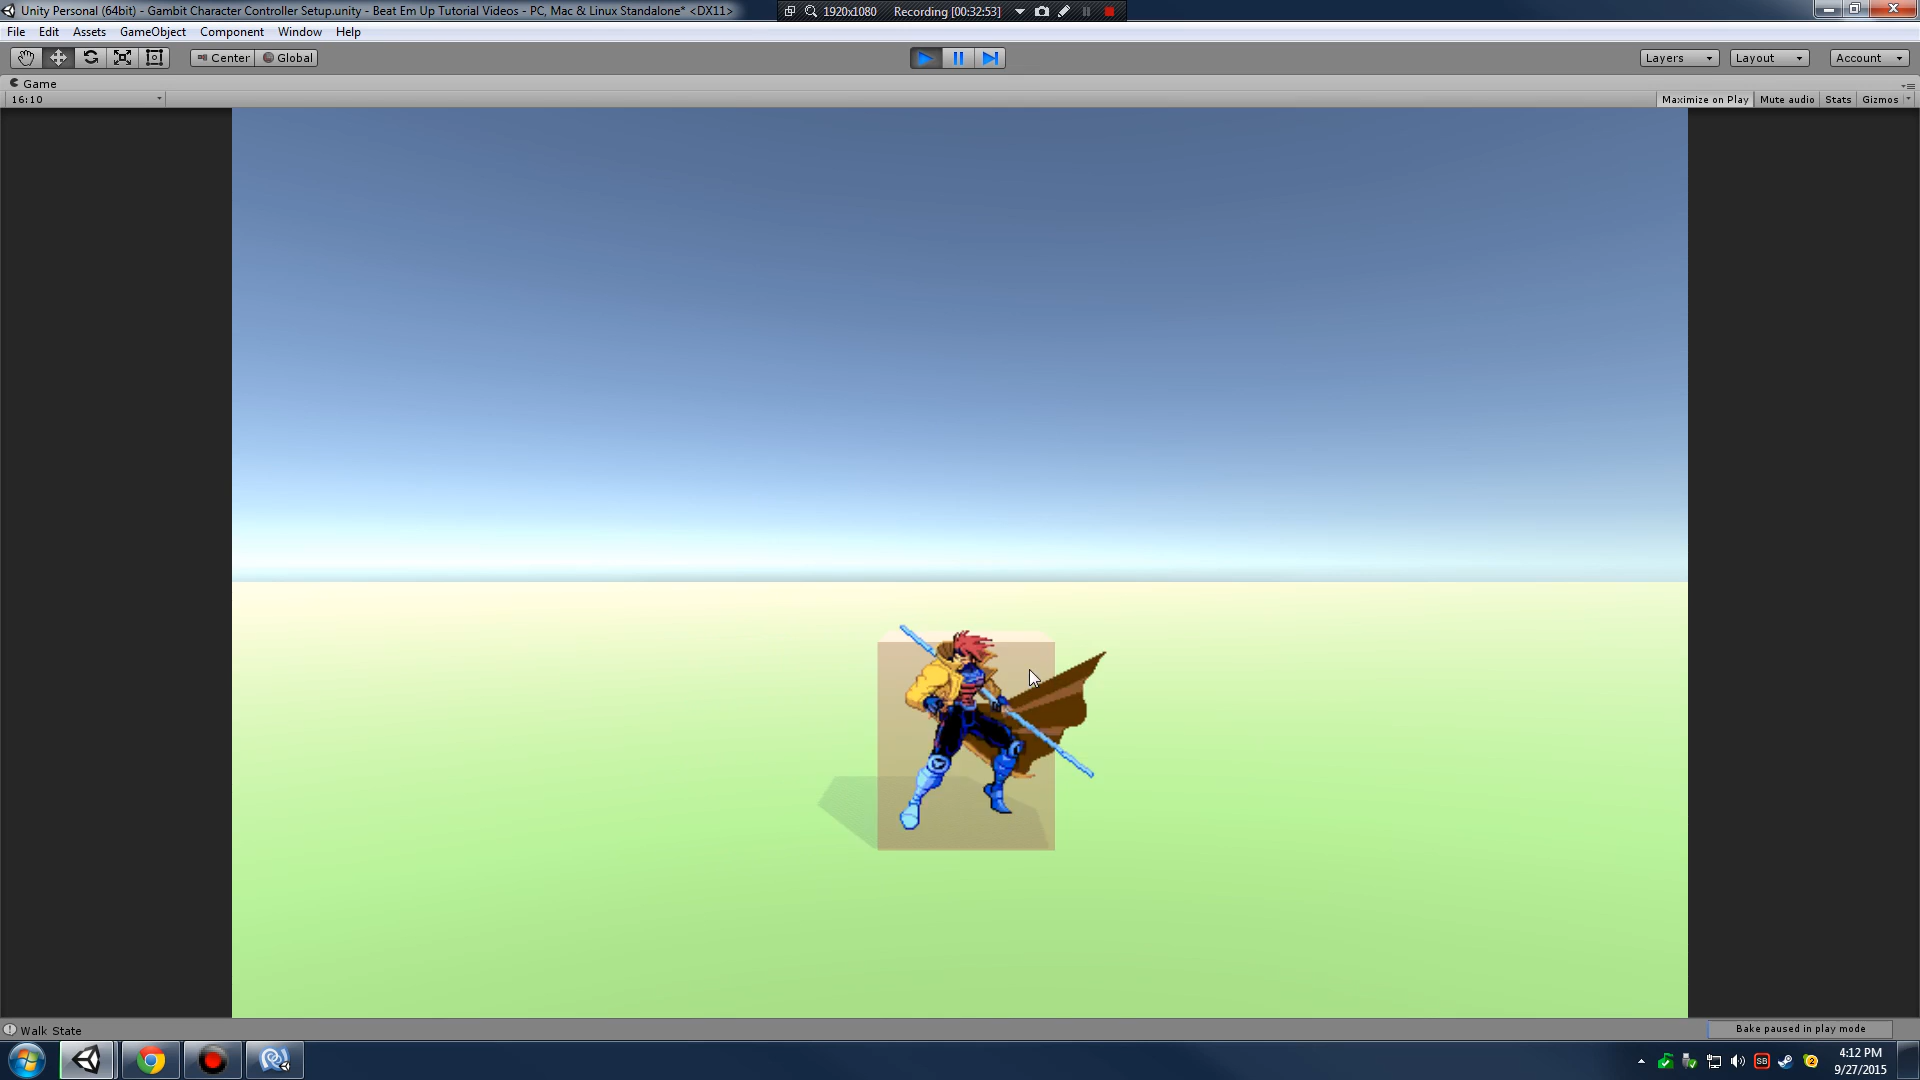 Unity Personal (64bit) - Gambit Character Controller Setup.unity - Beat Em Up Tutorial Videos - PC, Mac & Linux Standalone* <DX11>
1920x1080 Recording [00:32:53]
File Edit Assets GameObject Component Window Help
Center Global
Layers Layout Account
Game
16:10
Maximize on Play Mute audio Stats Gizmos
Walk State
Bake paused in play mode
SB
2
4:12 PM
9/27/2015